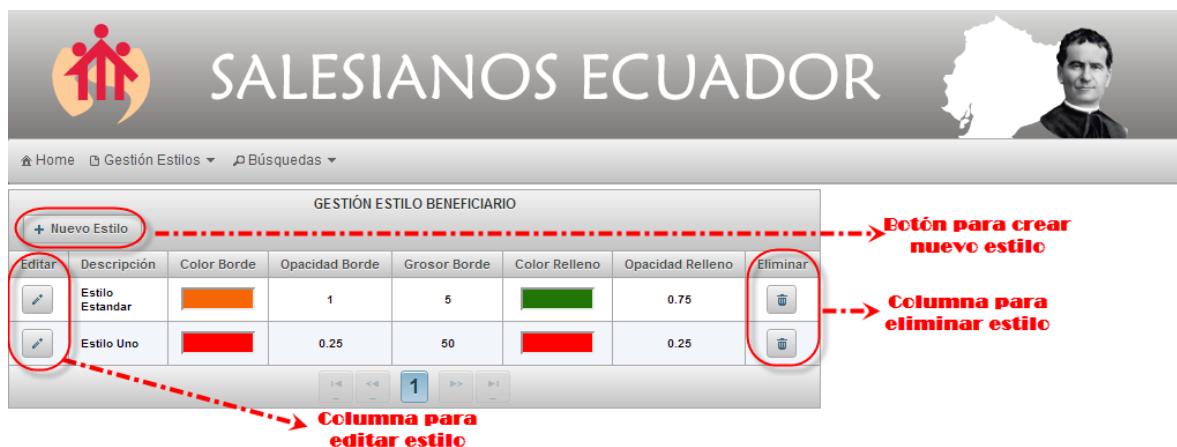 SALESIANOS ECUADOR
Home Gestión Estilos Búsquedas
GESTIÓN ESTILO BENEFICIARIO
+ Nuevo Estilo
Botón para crear
nuevo estilo
Editar Descripción Color Borde Opacidad Borde Grosor Borde Color Relleno Opacidad Relleno Eliminar
Estilo
Estandar
1 5 0.75
Columna para
eliminar estilo
Estilo Uno 0.25 50 0.25
1
Columna para
editar estilo